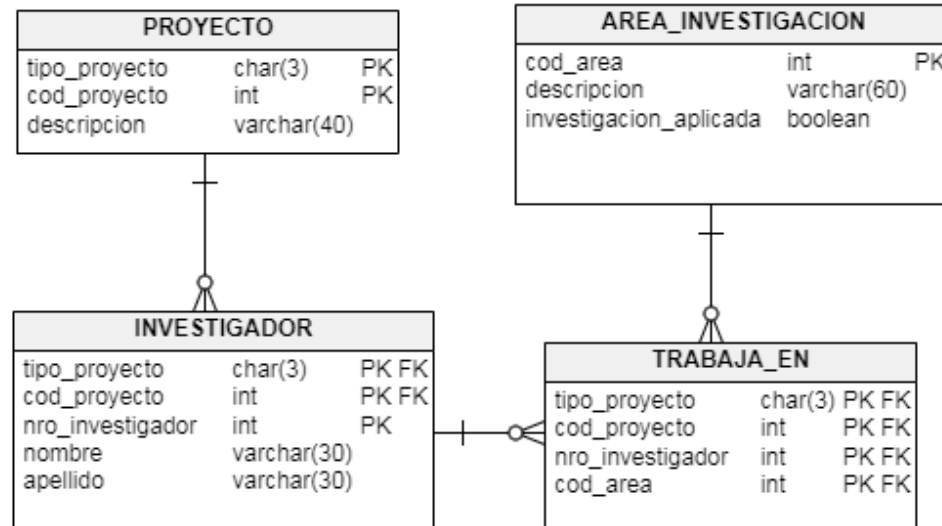 PROYECTO
tipo_proyecto char(3) PK
cod_proyecto int PK
descripcion varchar(40)
AREA_INVESTIGACION
cod_area int PK
descripcion varchar(60)
investigacion_aplicada boolean
INVESTIGADOR
tipo_proyecto char(3) PK FK
cod_proyecto int PK FK
nro_investigador int PK
nombre varchar(30)
apellido varchar(30)
TRABAJA_EN
tipo_proyecto char(3) PK FK
cod_proyecto int PK FK
nro_investigador int PK FK
cod_area int PK FK